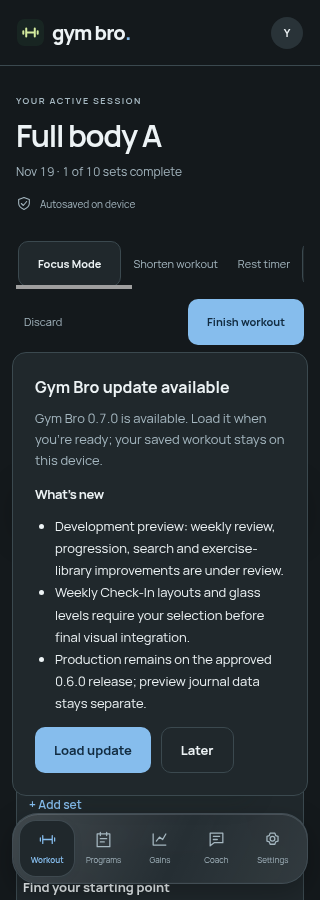 gym bro.
Y
YOUR ACTIVE SESSION
Full body A
Nov 19 · 1 of 10 sets complete
Autosaved on device
Focus Mode
Shorten workout
Rest timer
Discard
Finish workout
Gym Bro update available
Gym Bro 0.7.0 is available. Load it when
you're ready; your saved workout stays on
this device.
What's new
• Development preview: weekly review,
progression, search and exercise-
library improvements are under review.
• Weekly Check-In layouts and glass
levels require your selection before
final visual integration.
• Production remains on the approved
0.6.0 release; preview journal data
stays separate.
Load update
Later
+ Add set
Workout
Programs
Gains
Coach
Settings
Find your starting point